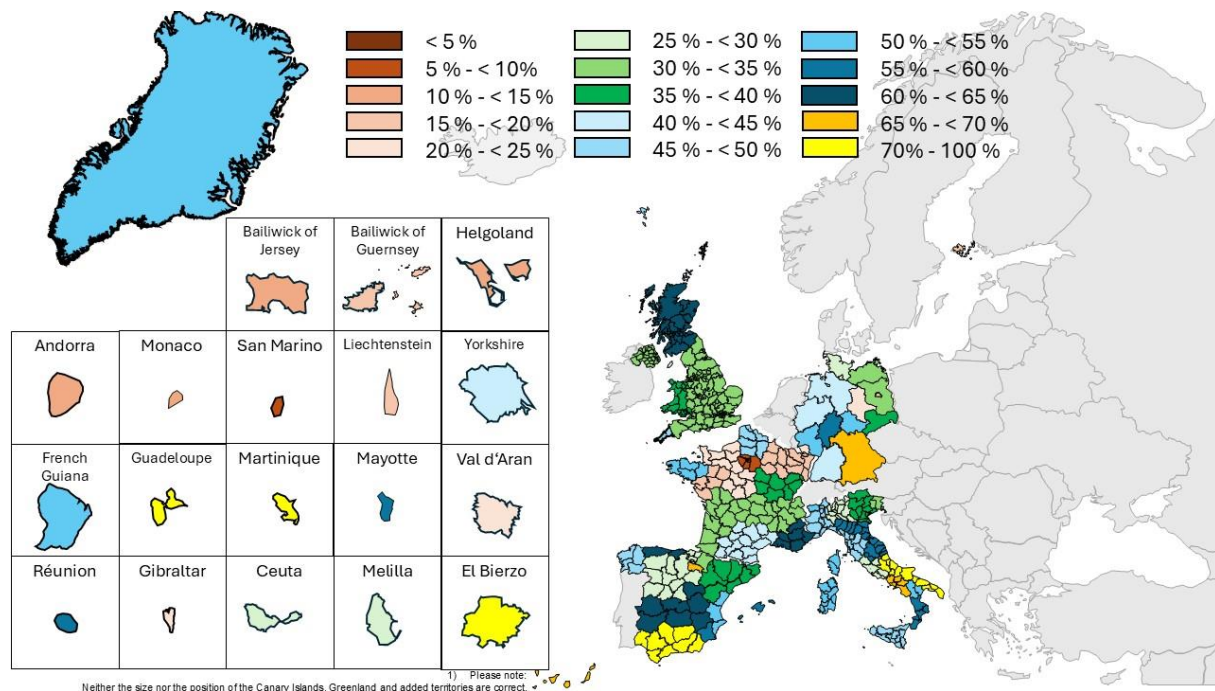 < 5 %
5 % - < 10%
10 % - < 15 %
15 % - < 20 %
20 % - < 25 %
25 % - < 30 %
30 % - < 35 %
35 % - < 40 %
40 % - < 45 %
45 % - < 50 %
50 % - < 55 %
55 % - < 60 %
60 % - < 65 %
65 % - < 70 %
70% - 100 %
Bailiwick of
Jersey
Bailiwick of
Guernsey
Helgoland
Andorra
Monaco
San Marino
Liechtenstein
Yorkshire
French
Guiana
Guadeloupe
Martinique
Mayotte
Val d‘Aran
Réunion
Gibraltar
Ceuta
Melilla
El Bierzo
1) Please note:
Neither the size nor the position of the Canary Islands, Greenland and added territories are correct.